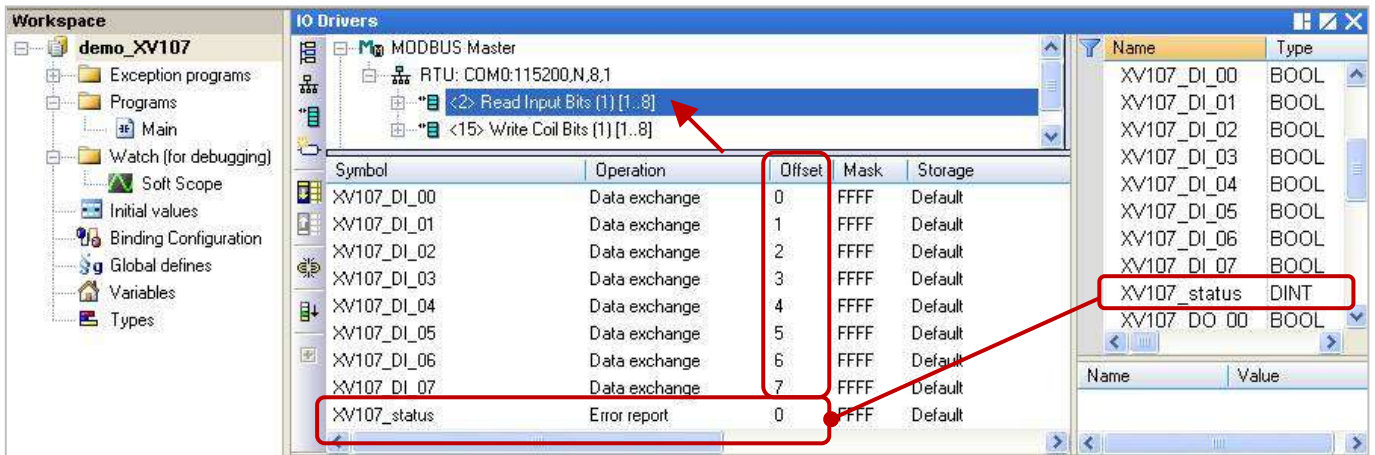 Workspace
demo_XV107
Exception programs
Programs
Main
Watch (for debugging)
Soft Scope
Initial values
Binding Configuration
Global defines
Variables
Types
IO Drivers
MODBUS Master
RTU: COM0:115200,N,8,1
<2> Read Input Bits (1) [1..8]
<15> Write Coil Bits (1) [1..8]
Symbol Operation Offset Mask Storage
XV107_DI_00 Data exchange 0 FFFF Default
XV107_DI_01 Data exchange 1 FFFF Default
XV107_DI_02 Data exchange 2 FFFF Default
XV107_DI_03 Data exchange 3 FFFF Default
XV107_DI_04 Data exchange 4 FFFF Default
XV107_DI_05 Data exchange 5 FFFF Default
XV107_DI_06 Data exchange 6 FFFF Default
XV107_DI_07 Data exchange 7 FFFF Default
XV107_status Error report 0 FFFF Default
Name Type
XV107_DI_00 BOOL
XV107_DI_01 BOOL
XV107_DI_02 BOOL
XV107_DI_03 BOOL
XV107_DI_04 BOOL
XV107_DI_05 BOOL
XV107_DI_06 BOOL
XV107_DI_07 BOOL
XV107_status DINT
XV107_DO_00 BOOL
Name Value